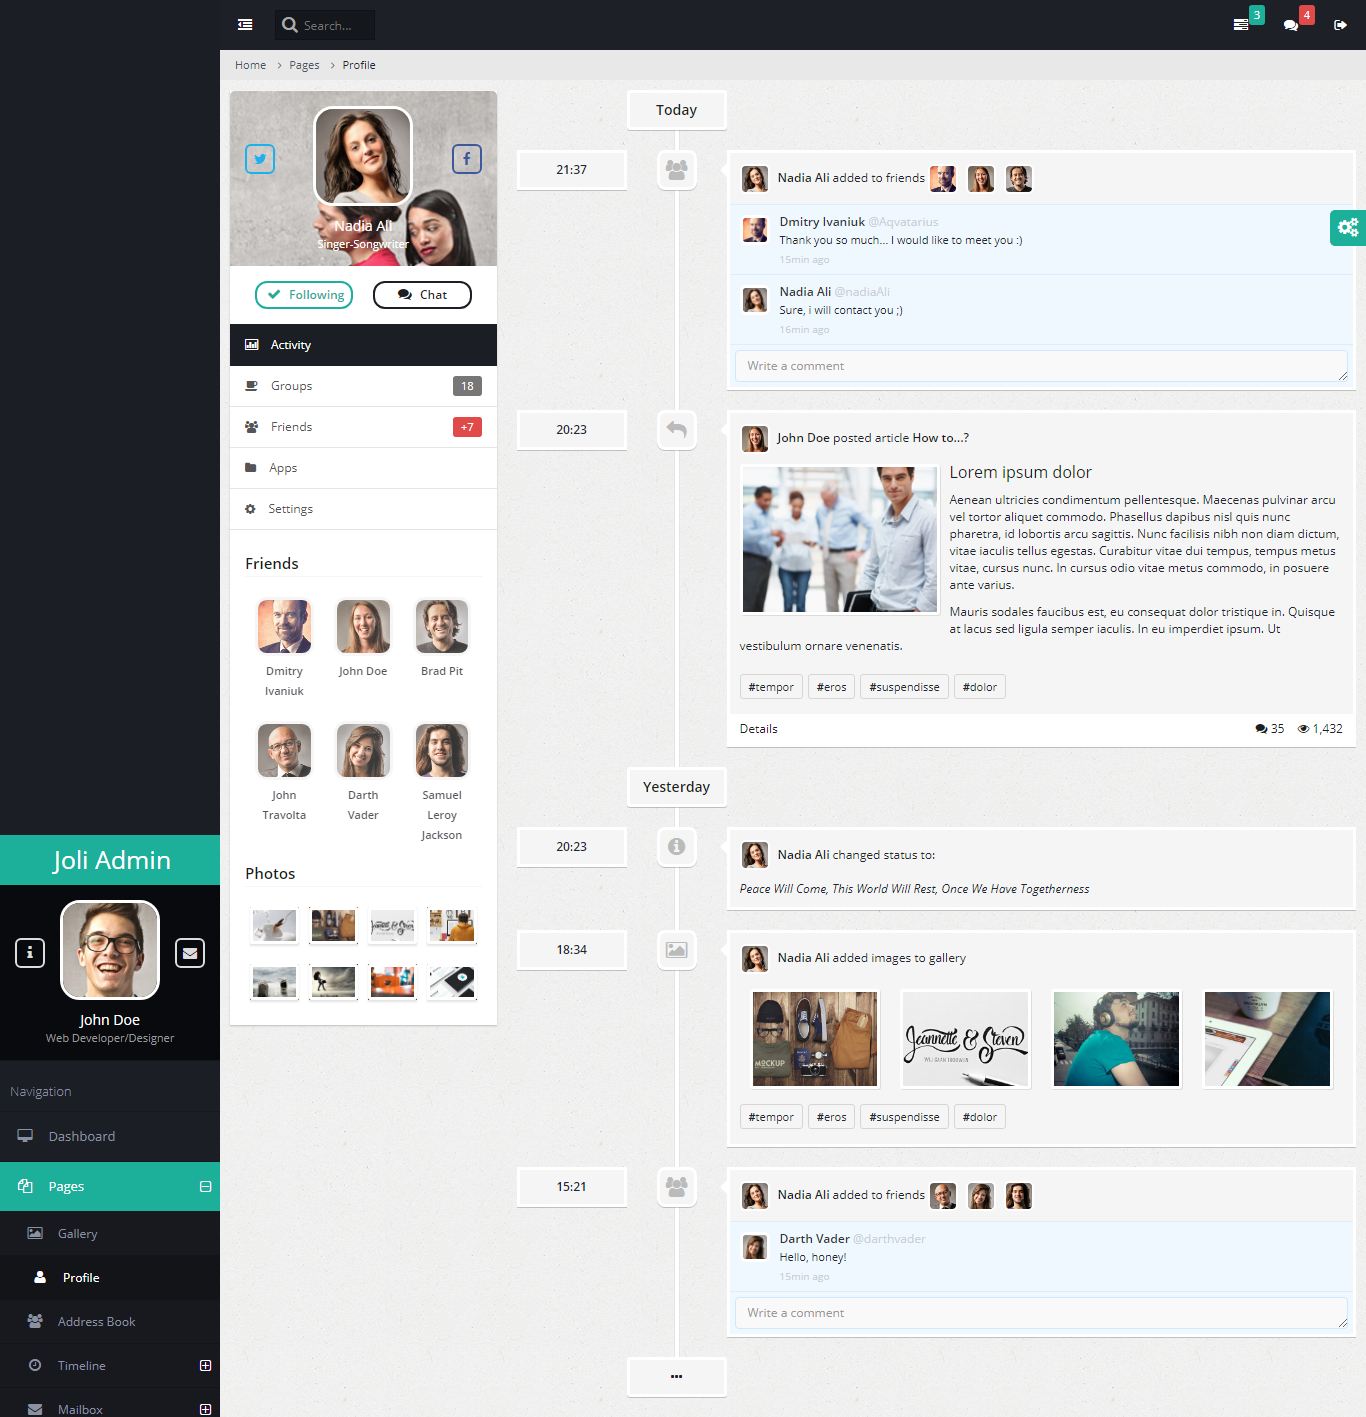 Search...
3
4
Home
Pages
Profile
Nadia Ali
Singer-Songwriter
Following
Chat
Activity
Groups
18
Friends
+7
Apps
Settings
Friends
Dmitry
Ivaniuk
John Doe
Brad Pit
John
Travolta
Darth
Vader
Samuel
Leroy
Jackson
Photos
Today
21:37
Nadia Ali added to friends
Dmitry Ivaniuk @Aqvatarius
Thank you so much... I would like to meet you :)
15min ago
Nadia Ali @nadiaAli
Sure, i will contact you ;)
16min ago
Write a comment
20:23
John Doe posted article How to...?
Lorem ipsum dolor
Aenean ultricies condimentum pellentesque. Maecenas pulvinar arcu
vel tortor aliquet commodo. Phasellus dapibus nisl quis nunc
pharetra, id lobortis arcu sagittis. Nunc facilisis nibh non diam dictum,
vitae iaculis tellus egestas. Curabitur vitae dui tempus, tempus metus
vitae, cursus nunc. In cursus odio vitae metus commodo, in posuere
ante varius.
Mauris sodales faucibus est, eu consequat dolor tristique in. Quisque
at lacus sed ligula semper iaculis. In eu imperdiet ipsum. Ut
vestibulum ornare venenatis.
#tempor
#eros
#suspendisse
#dolor
Details
35
1,432
Yesterday
20:23
Nadia Ali changed status to:
Peace Will Come, This World Will Rest, Once We Have Togetherness
18:34
Nadia Ali added images to gallery
MOCKUP
Jeannette & Steven
WIJ GAAN TROUWEN
BROOKLYN
#tempor
#eros
#suspendisse
#dolor
15:21
Nadia Ali added to friends
Darth Vader @darthvader
Hello, honey!
15min ago
Write a comment
...
Joli Admin
John Doe
Web Developer/Designer
Navigation
Dashboard
Pages
Gallery
Profile
Address Book
Timeline
Mailbox